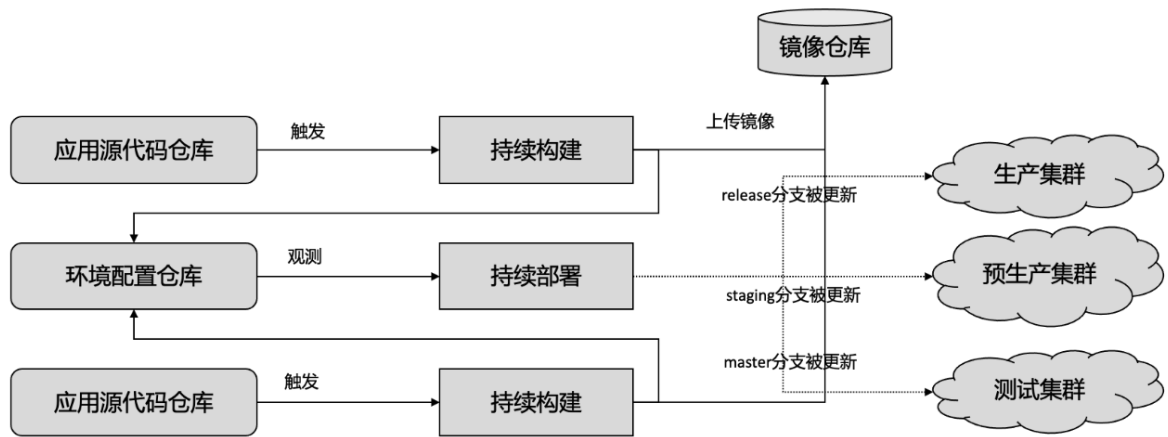 镜像仓库
应用源代码仓库
触发
持续构建
上传镜像
生产集群
release分支被更新
环境配置仓库
观测
持续部署
预生产集群
staging分支被更新
应用源代码仓库
触发
持续构建
master分支被更新
测试集群